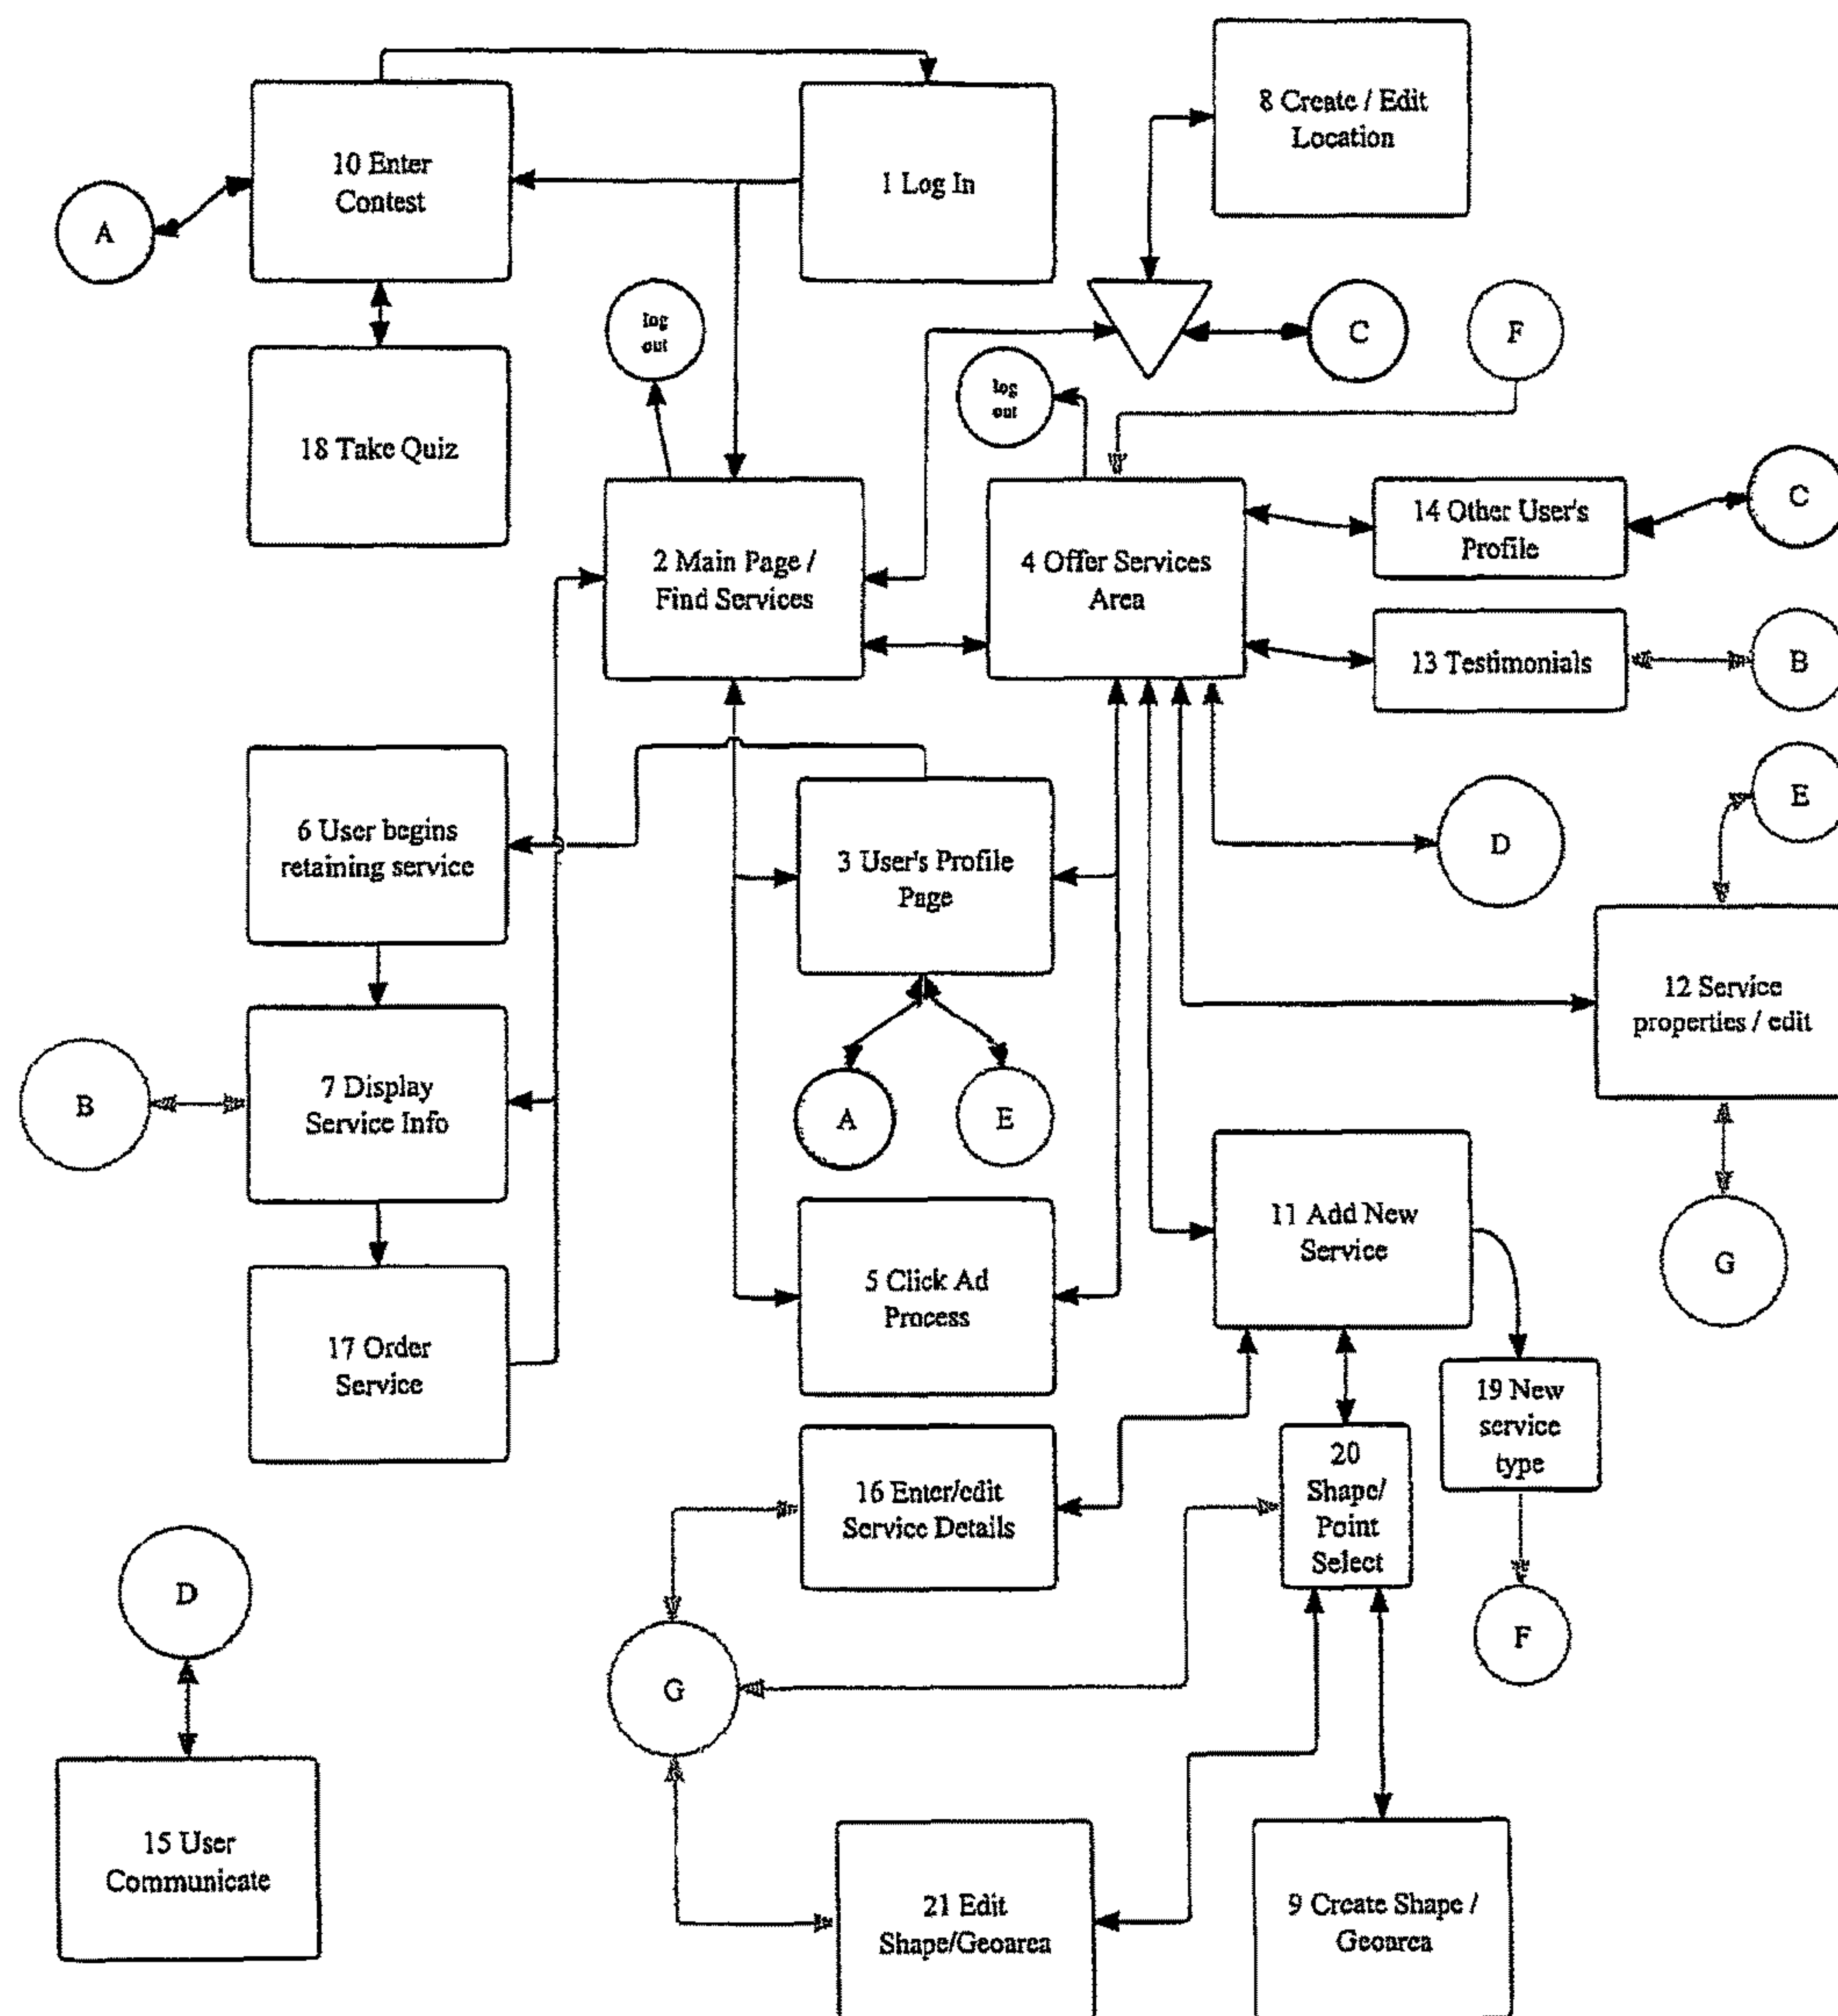 8 Create / Edit
Location
10 Enter
Contest
1 Log In
A
log
out
C
F
log
out
18 Take Quiz
14 Other User's
Profile
C
2 Main Page /
Find Services
4 Offer Services
Area
13 Testimonials
B
E
6 User begins
retaining service
3 User's Profile
Page
D
12 Service
properties / edit
B
7 Display
Service Info
A
E
11 Add New
Service
G
5 Click Ad
Process
17 Order
Service
19 New
service
type
20
Shape/
Point
Select
16 Enter/edit
Service Details
D
F
G
15 User
Communicate
21 Edit
Shape/Geoarea
9 Create Shape /
Geoarea